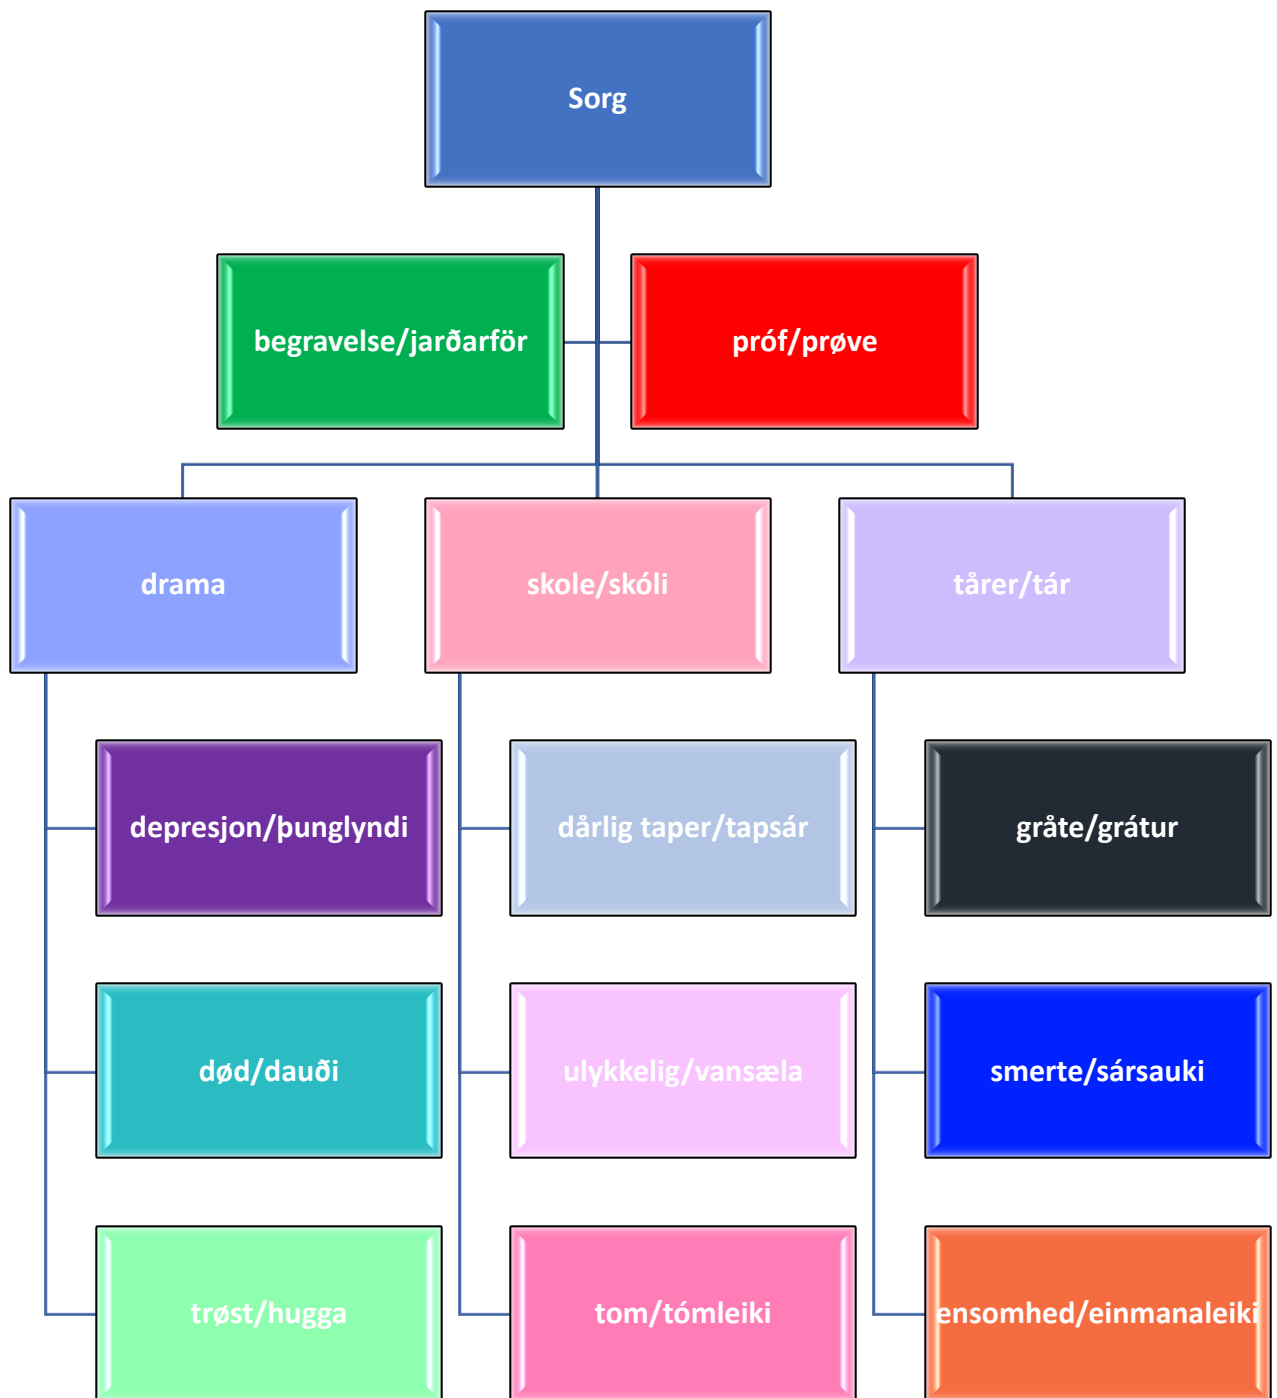 Sorg
begravelse/jarðarför
próf/prøve
drama
skole/skóli
tårer/tár
depresjon/þunglyndi
dårlig taper/tapsár
gråte/grátur
død/dauði
ulykkelig/vansæla
smerte/sársauki
trøst/hugga
tom/tómleiki
ensomhed/einmanaleiki